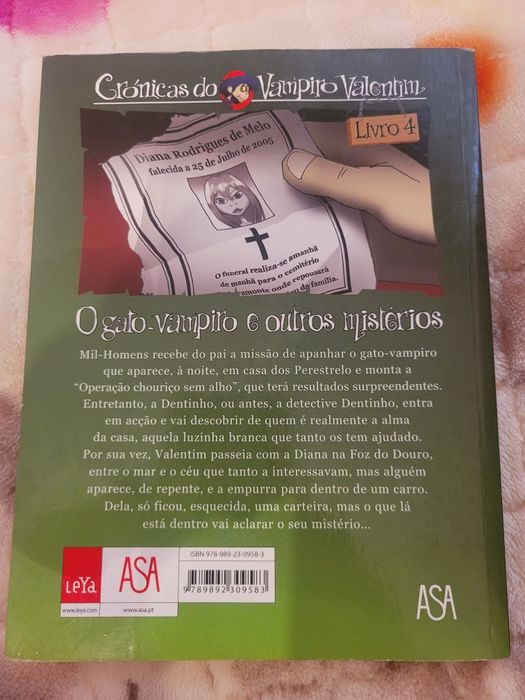 Crónicas do Vampiro Valentim
Livro 4
Diana Rodrigues de Melo
falecida a 25 de Julho de 2005
O funeral realiza-se amanhã
de manhã para o cemitério
onde repousará
de família.
O gato-vampiro e outros mistérios
Mil-Homens recebe do pai a missão de apanhar o gato-vampiro
que aparece, à noite, em casa dos Perestrelo e monta a
“Operação chouriço sem alho”, que terá resultados surpreendentes.
Entretanto, a Dentinho, ou antes, a detective Dentinho, entra
em acção e vai descobrir de quem é realmente a alma
da casa, aquela luzinha branca que tanto os tem ajudado.
Por sua vez, Valentim passeia com a Diana na Foz do Douro,
entre o mar e o céu que tanto a interessavam, mas alguém
aparece, de repente, e a empurra para dentro de um carro.
Dela, só ficou, esquecida, uma carteira, mas o que lá
está dentro vai aclarar o seu mistério...
ISBN 978-989-23-0958-3
9789892309583
LeYa
www.leya.com
ASA
www.asa.pt
ASA